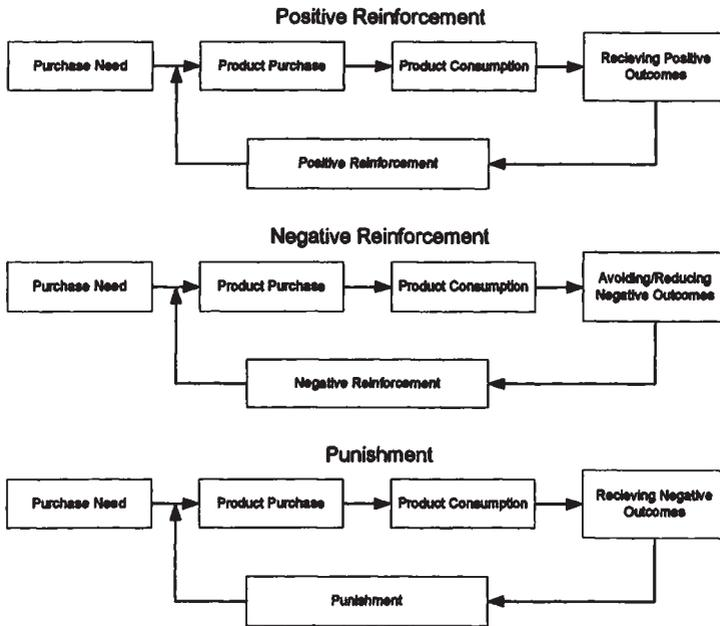 Positive Reinforcement
Purchase Need
Product Purchase
Product Consumption
Recieving Positive
Outcomes
Positive Reinforcement
Negative Reinforcement
Purchase Need
Product Purchase
Product Consumption
Avoiding/Reducing
Negative Outcomes
Negative Reinforcement
Punishment
Purchase Need
Product Purchase
Product Consumption
Recieving Negative
Outcomes
Punishment